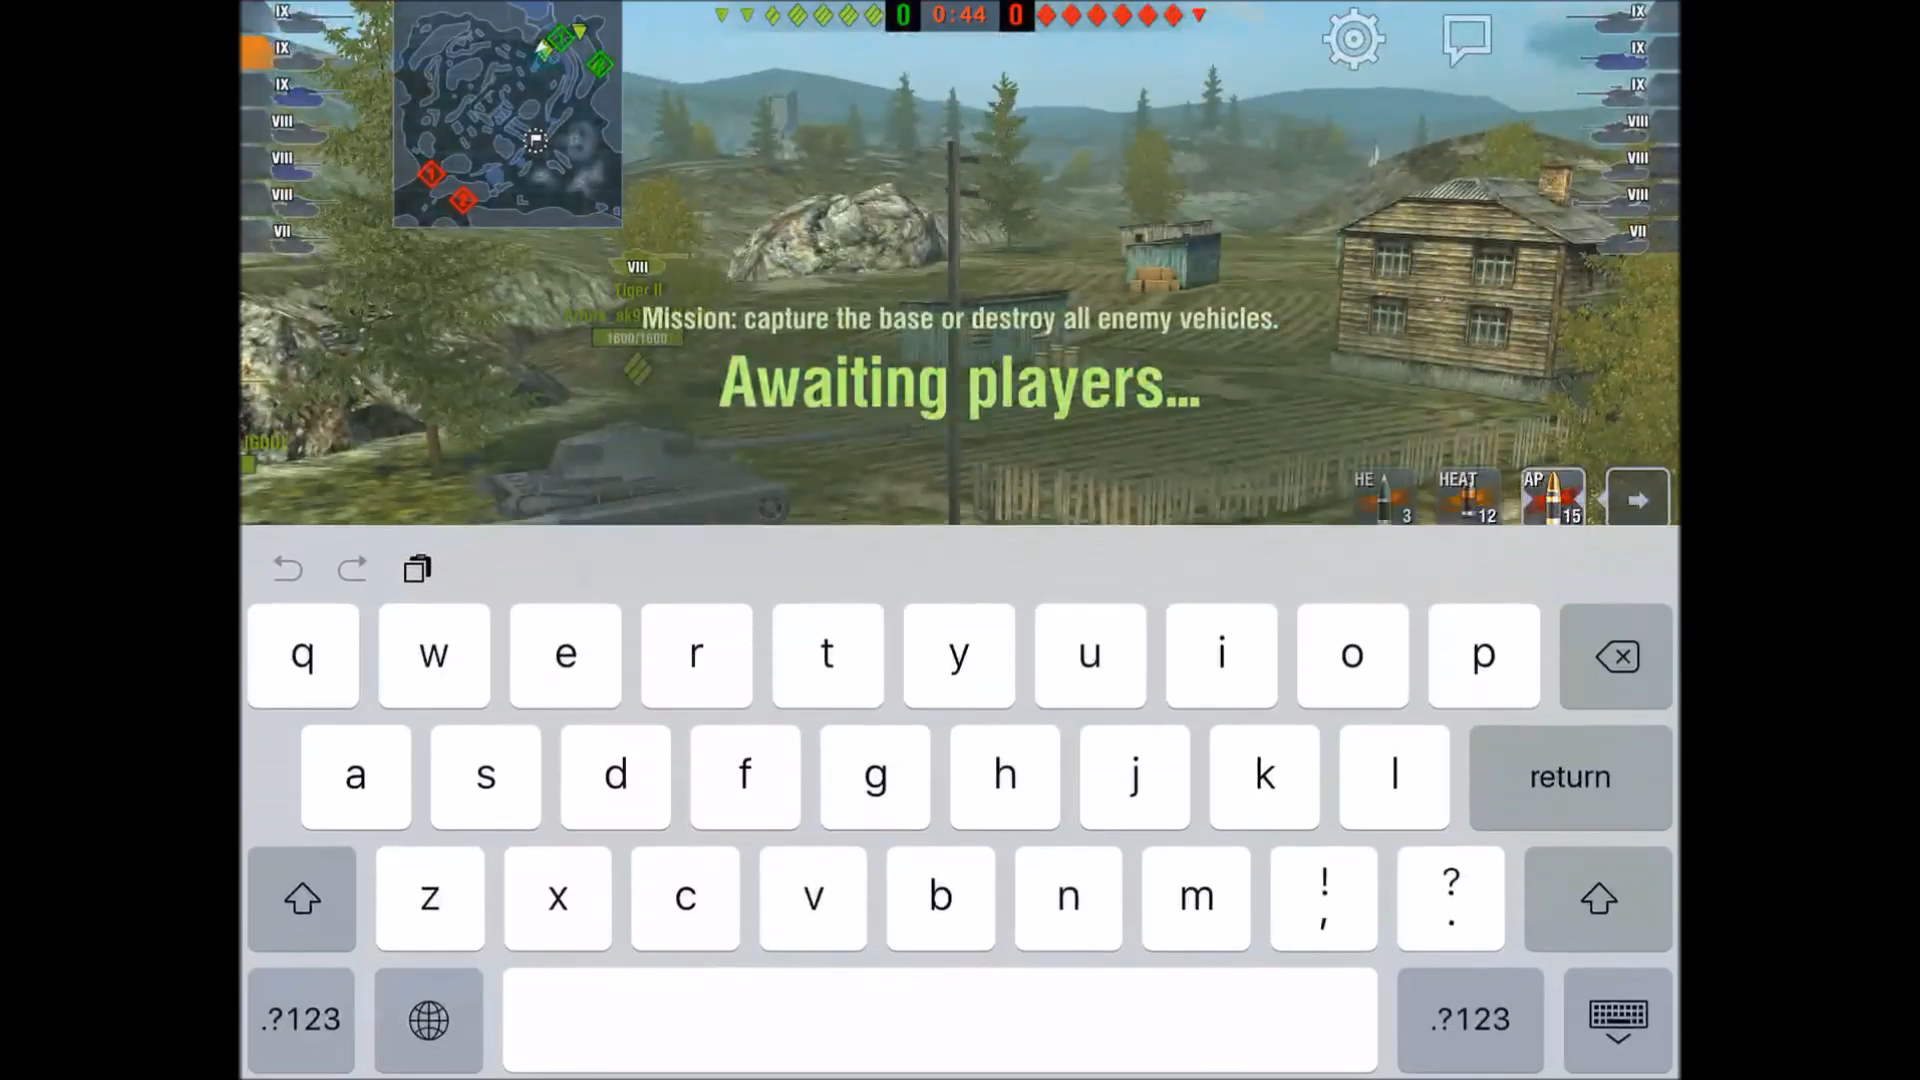 IX
IX
IX
VIII
VIII
VIII
VII
0 0:44 0
IX
IX
IX
VIII
VIII
VIII
VII
1
2
VIII
Tiger II
1600/1600
Mission: capture the base or destroy all enemy vehicles.
Awaiting players...
HE 3
HEAT 12
AP 15
q w e r t y u i o p
a s d f g h j k l return
z x c v b n m ! , ? .
.?123 .?123